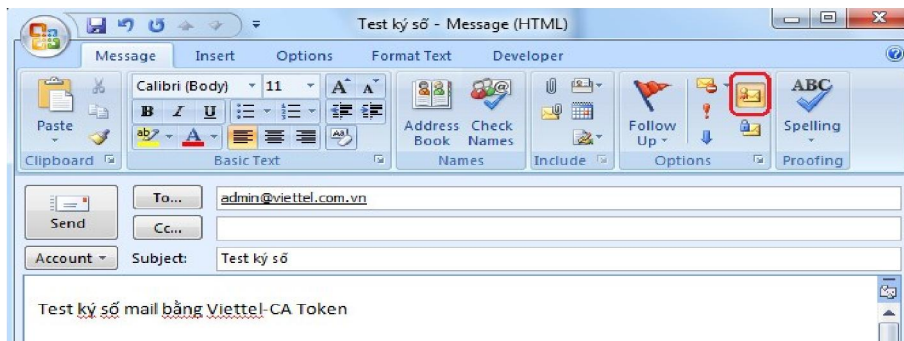 Test ký số - Message (HTML)
Message Insert Options Format Text Developer
Calibri (Body) 11 A A
Paste
B I U
ab A
Address Book
Check Names
Follow Up
ABC
Spelling
Clipboard Basic Text Names Include Options Proofing
Send
To... admin@viettel.com.vn
Cc...
Account Subject: Test ký số
Test ký số mail bằng Viettel-CA Token